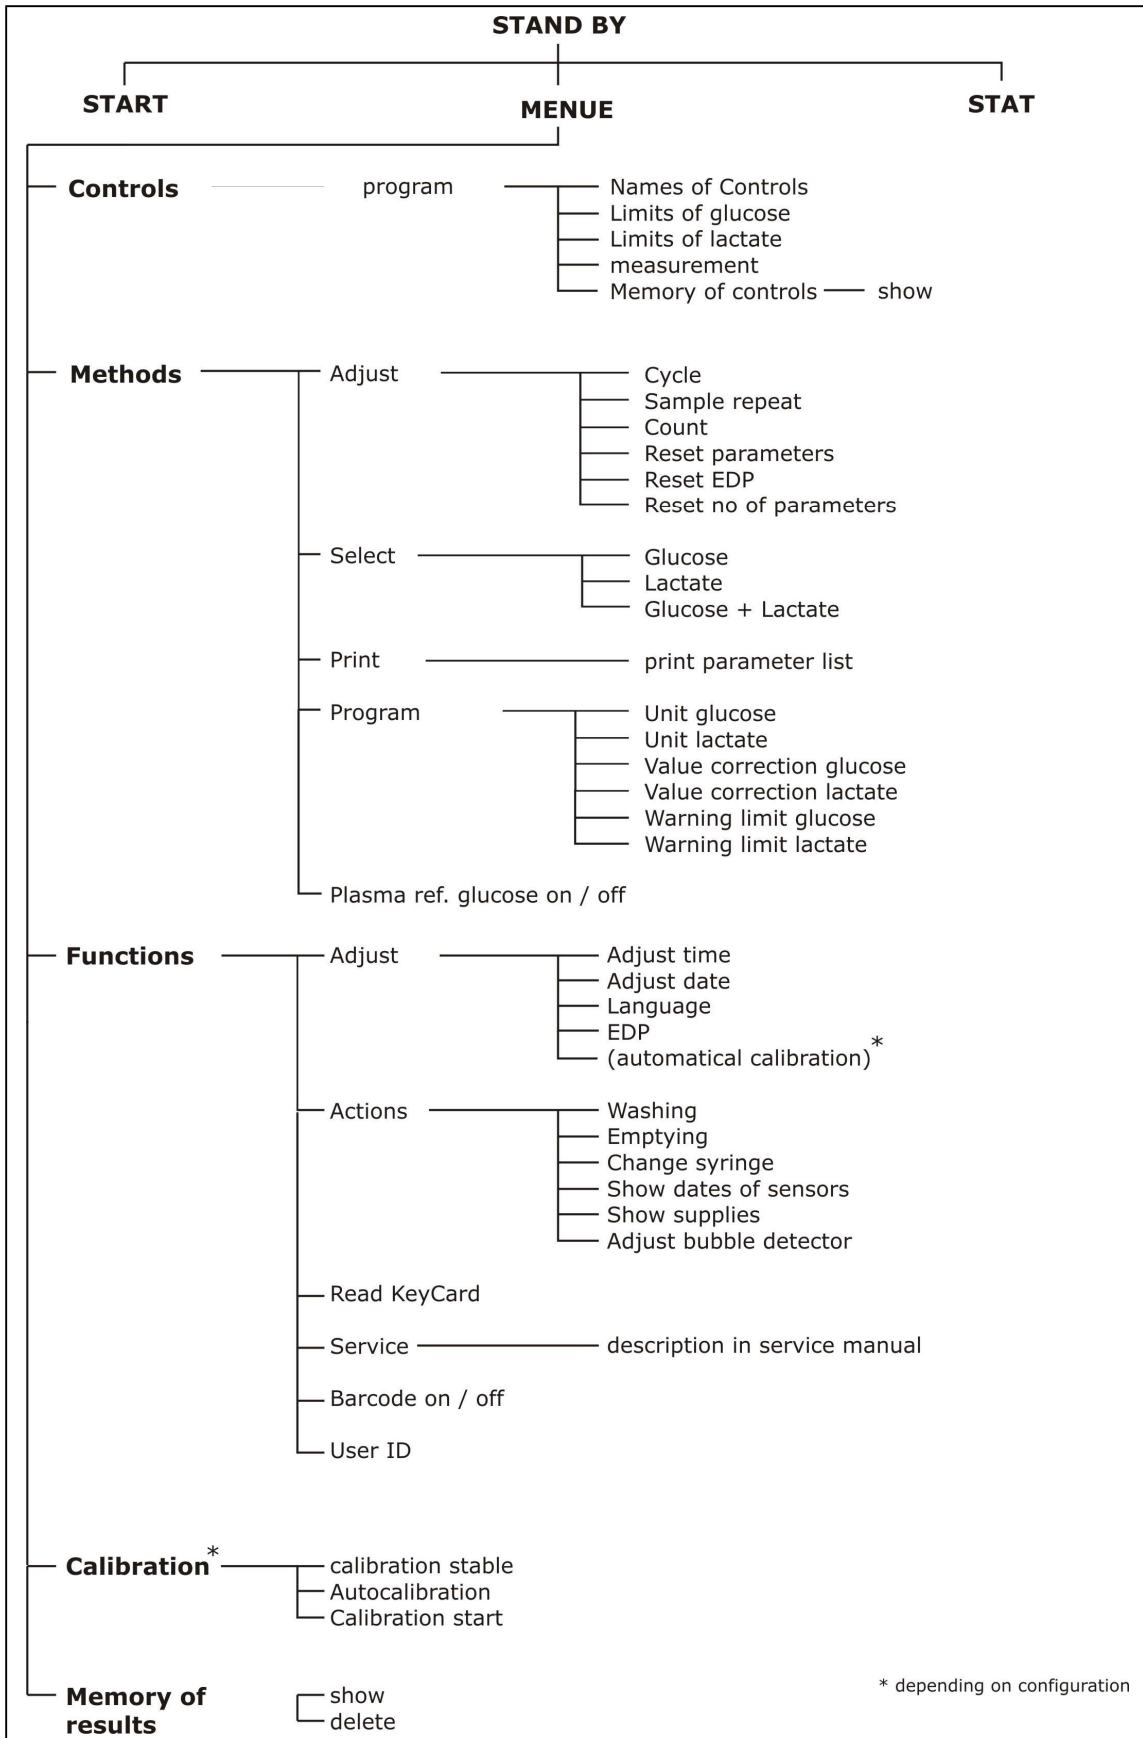 STAND BY
START
MENUE
STAT
Controls program Names of Controls
Limits of glucose
Limits of lactate
measurement
Memory of controls show
Methods Adjust Cycle
Sample repeat
Count
Reset parameters
Reset EDP
Reset no of parameters
Select Glucose
Lactate
Glucose + Lactate
Print print parameter list
Program Unit glucose
Unit lactate
Value correction glucose
Value correction lactate
Warning limit glucose
Warning limit lactate
Plasma ref. glucose on / off
Functions Adjust Adjust time
Adjust date
Language
EDP
(automatical calibration)*
Actions Washing
Emptying
Change syringe
Show dates of sensors
Show supplies
Adjust bubble detector
Read KeyCard
Service description in service manual
Barcode on / off
User ID
Calibration* calibration stable
Autocalibration
Calibration start
Memory of results
show
delete
* depending on configuration